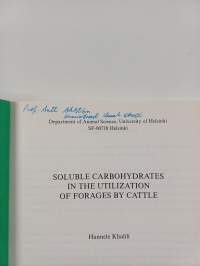 Prof.
Department of Animal Science, University of Helsinki
SF-00710 Helsinki
SOLUBLE CARBOHYDRATES
IN THE UTILIZATION
OF FORAGES BY CATTLE
Hannele Khalili